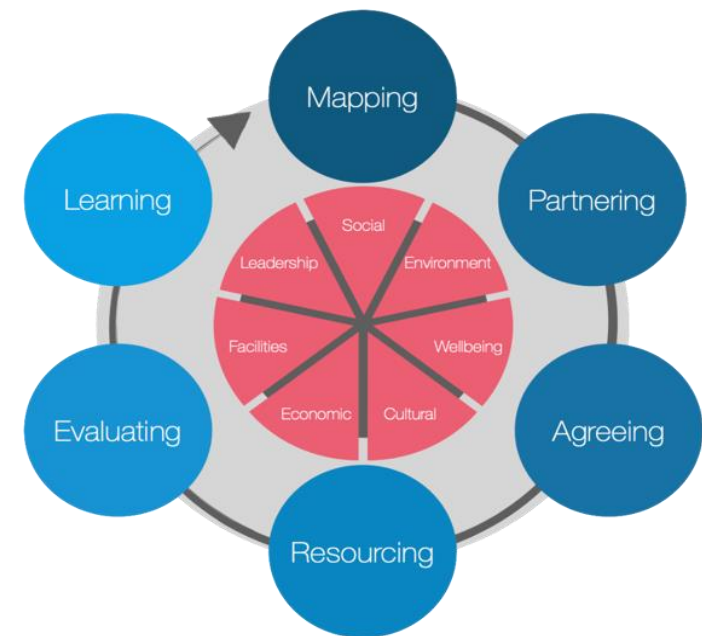 Mapping
Partnering
Agreeing
Resourcing
Evaluating
Learning
Social
Environment
Wellbeing
Cultural
Economic
Facilities
Leadership